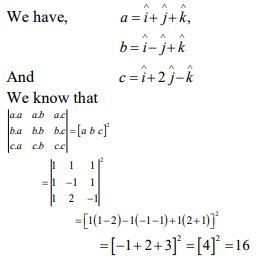 We have, a = î + ĵ + k̂,
b = î − ĵ + k̂
And c = î + 2ĵ − k̂
We know that
|a.a a.b a.c|
|b.a b.b b.c| = [a b c]²
|c.a c.b c.c|
|1 1 1|²
= |1 −1 1|
|1 2 −1|
= [1(1−2)−1(−1−1)+1(2+1)]²
= [−1+2+3]² = [4]² = 16